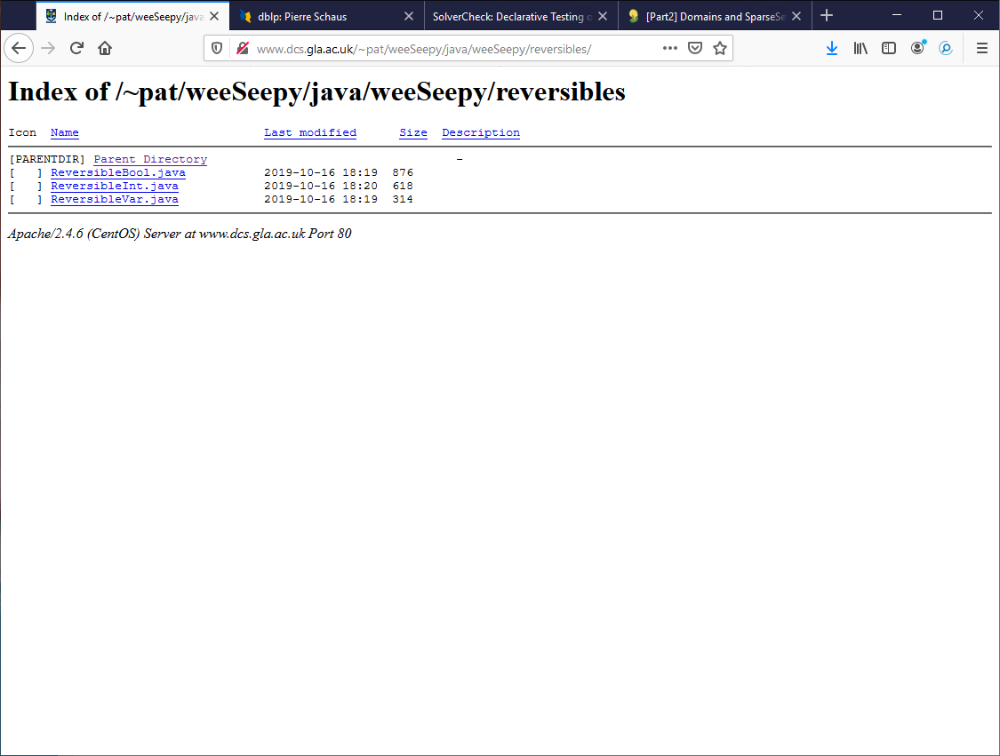 Index of /~pat/weeSeepy/java
dblp: Pierre Schaus
SolverCheck: Declarative Testing o
[Part2] Domains and SparseSe
www.dcs.gla.ac.uk/~pat/weeSeepy/java/weeSeepy/reversibles/
Index of /~pat/weeSeepy/java/weeSeepy/reversibles
Icon Name Last modified Size Description
[PARENTDIR] Parent Directory -
[ ] ReversibleBool.java 2019-10-16 18:19 876
[ ] ReversibleInt.java 2019-10-16 18:20 618
[ ] ReversibleVar.java 2019-10-16 18:19 314
Apache/2.4.6 (CentOS) Server at www.dcs.gla.ac.uk Port 80